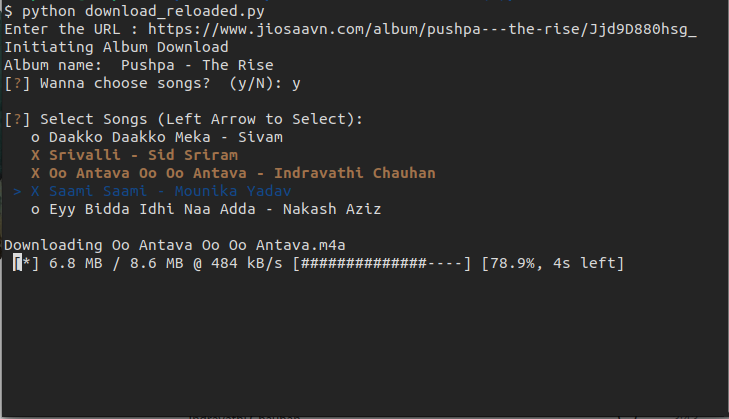 $ python download_reloaded.py
Enter the URL : https://www.jiosaavn.com/album/pushpa---the-rise/Jjd9D880hsg_
Initiating Album Download
Album name:  Pushpa - The Rise
[?] Wanna choose songs?  (y/N): y
[?] Select Songs (Left Arrow to Select):
o Daakko Daakko Meka - Sivam
X Srivalli - Sid Sriram
X Oo Antava Oo Oo Antava - Indravathi Chauhan
> X Saami Saami - Mounika Yadav
o Eyy Bidda Idhi Naa Adda - Nakash Aziz
Downloading Oo Antava Oo Oo Antava.m4a
[*] 6.8 MB / 8.6 MB @ 484 kB/s [##############----] [78.9%, 4s left]